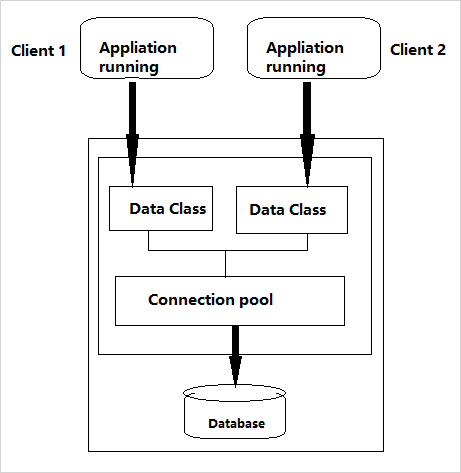 Client 1
Appliation
running
Appliation
running
Client 2
Data Class
Data Class
Connection pool
Database